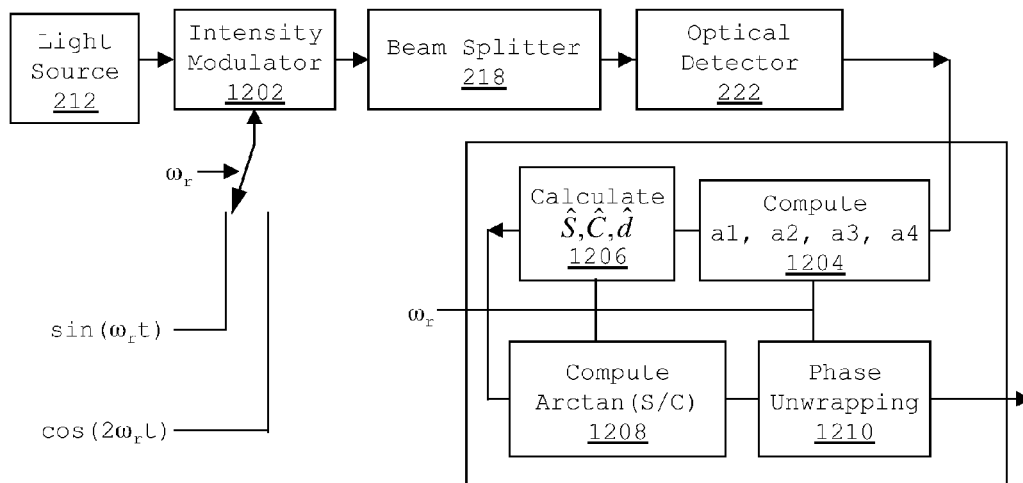 Light
Source
212
Intensity
Modulator
1202
Beam Splitter
218
Optical
Detector
222
ωr
Calculate
Ŝ,Ĉ,d̂
1206
Compute
a1, a2, a3, a4
1204
ωr
sin(ωrt)
Compute
Arctan(S/C)
1208
Phase
Unwrapping
1210
cos(2ωrt)